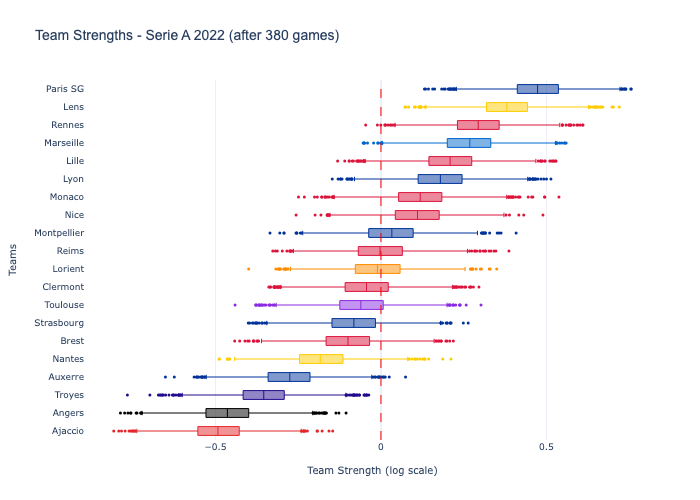 Team Strengths - Serie A 2022 (after 380 games)
Paris SG
Lens
Rennes
Marseille
Lille
Lyon
Monaco
Nice
Montpellier
Reims
Lorient
Clermont
Toulouse
Strasbourg
Brest
Nantes
Auxerre
Troyes
Angers
Ajaccio
Teams
−0.5 0 0.5
Team Strength (log scale)